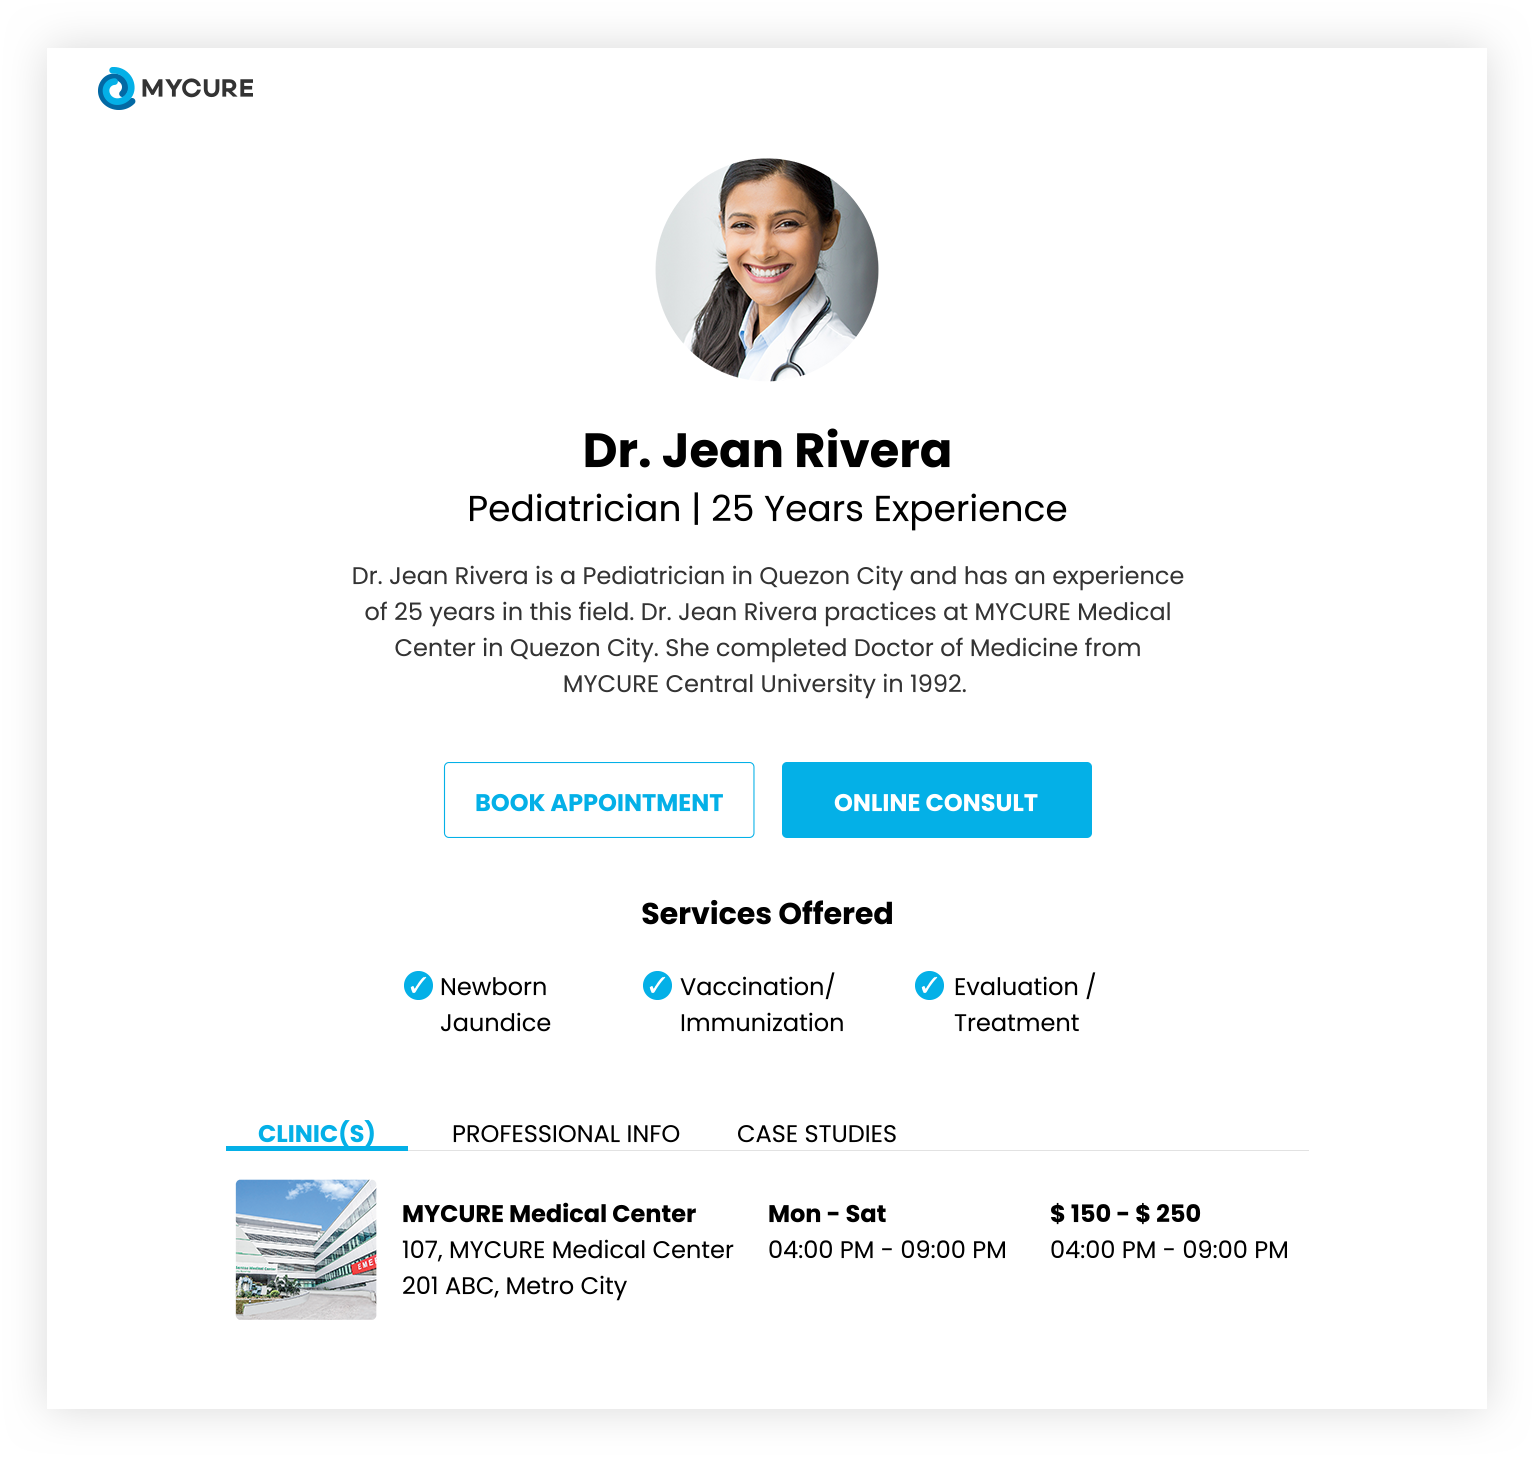 MYCURE
Dr. Jean Rivera
Pediatrician | 25 Years Experience
Dr. Jean Rivera is a Pediatrician in Quezon City and has an experience
of 25 years in this field. Dr. Jean Rivera practices at MYCURE Medical
Center in Quezon City. She completed Doctor of Medicine from
MYCURE Central University in 1992.
BOOK APPOINTMENT
ONLINE CONSULT
Services Offered
✓ Newborn
Jaundice
✓ Vaccination/
Immunization
✓ Evaluation /
Treatment
CLINIC(S)
PROFESSIONAL INFO
CASE STUDIES
EME
MYCURE Medical Center
107, MYCURE Medical Center
201 ABC, Metro City
Mon - Sat
04:00 PM - 09:00 PM
$ 150 - $ 250
04:00 PM - 09:00 PM